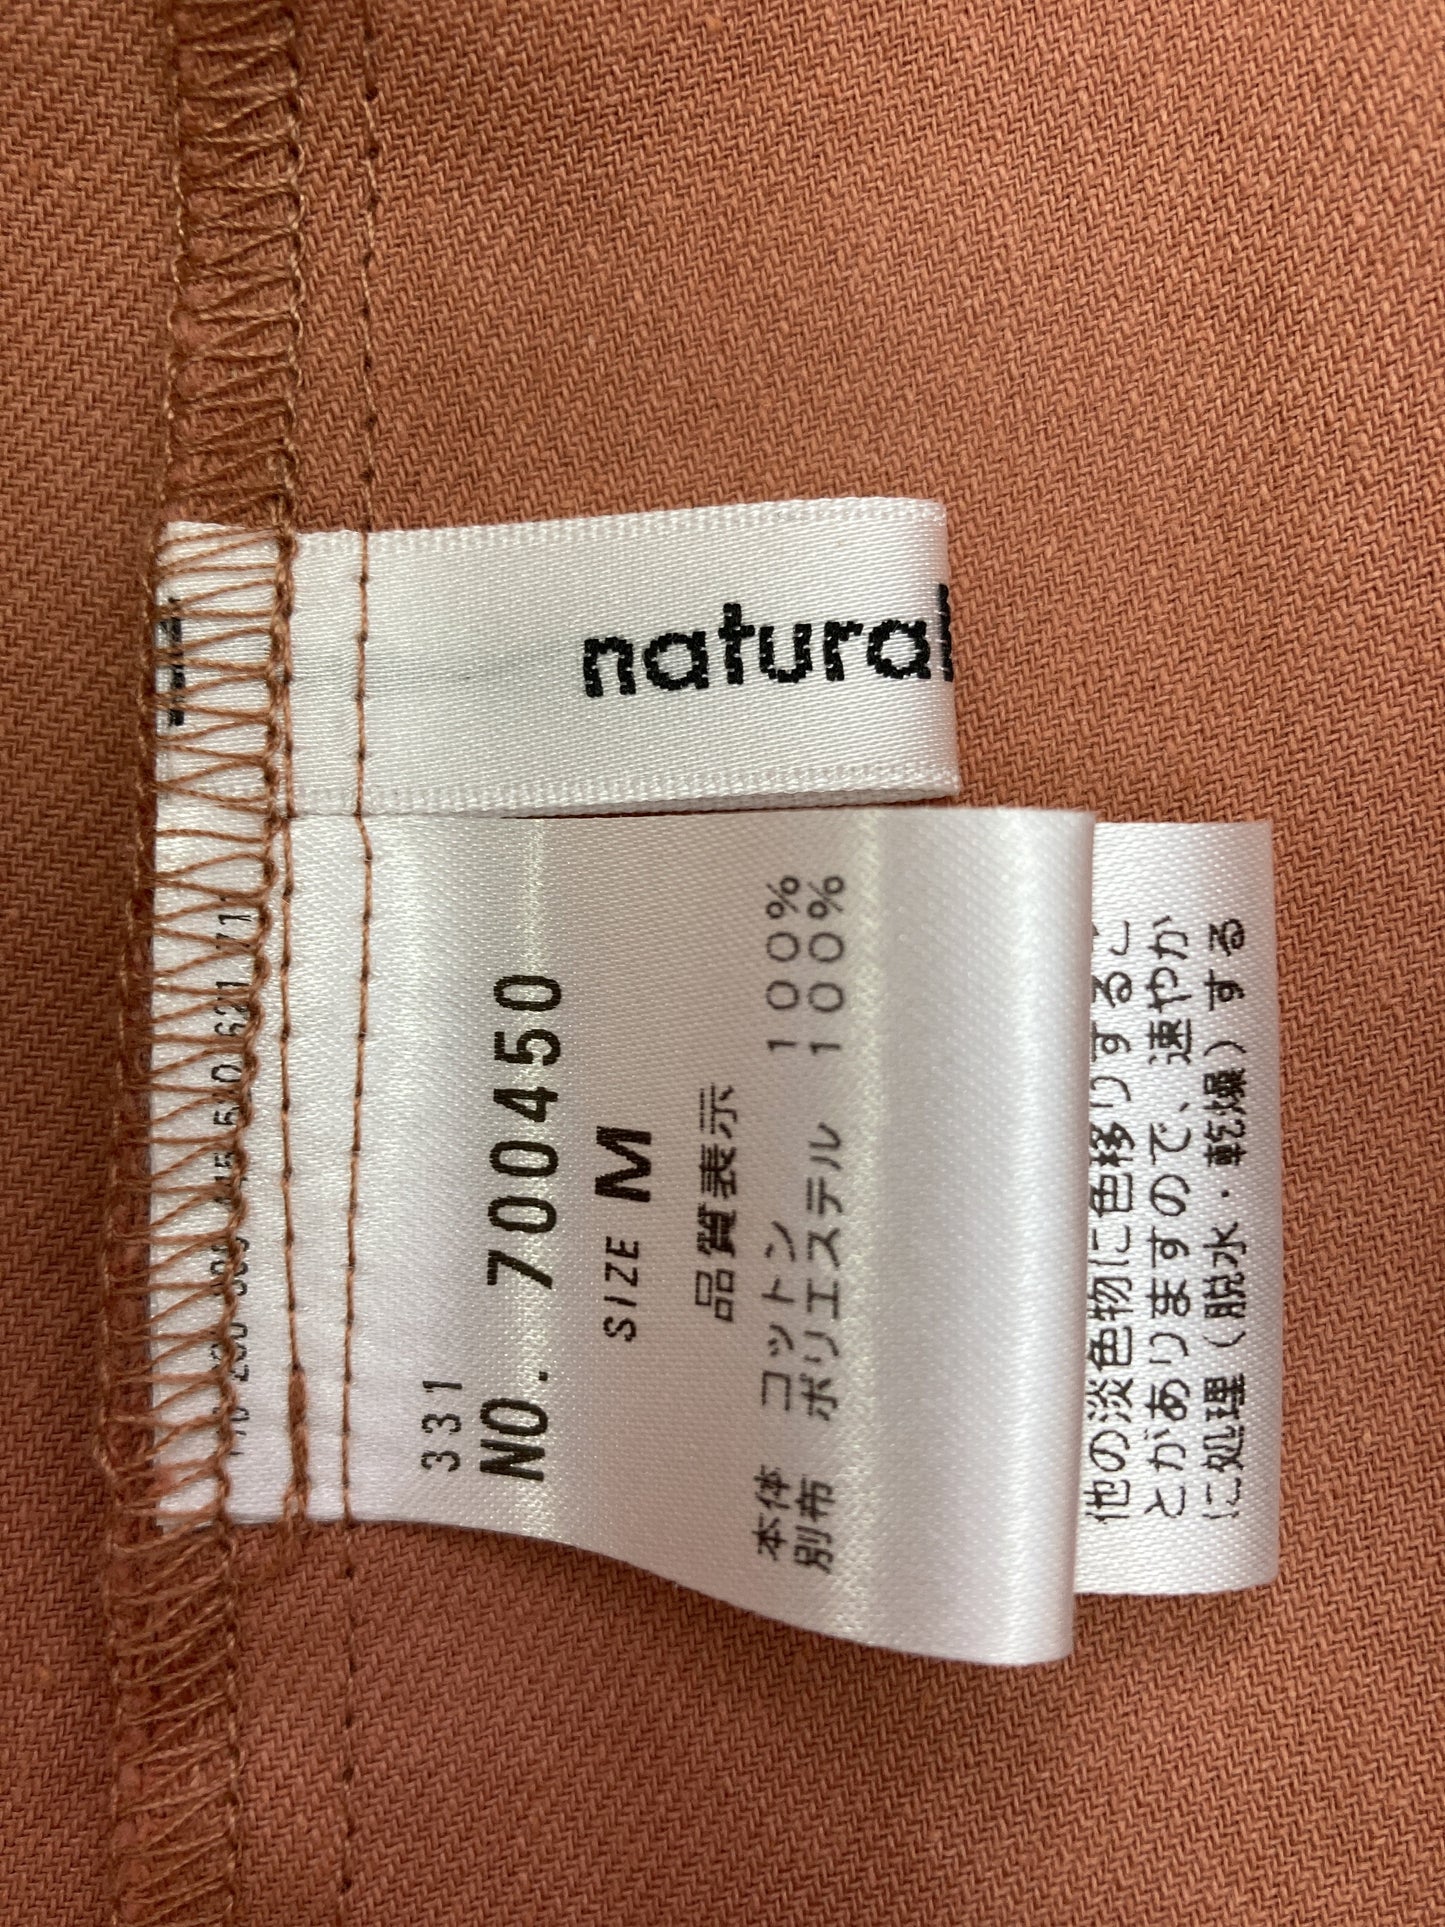 natural
331
NO. 700450
SIZE M
品質表示
本体 コットン 100%
別布 ポリエステル 100%
他の淡色物に色移りするこ
とがありますので、速やか
に処理(脱水・乾燥)する